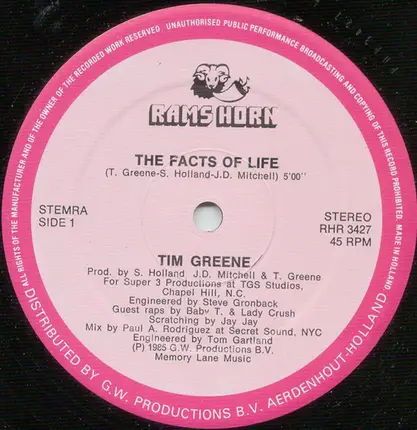 ALL RIGHTS OF THE MANUFACTURER AND OF THE OWNER OF THE RECORDED WORK RESERVED UNAUTHORISED PUBLIC PERFORMANCE BROADCASTING AND COPYING OF THIS RECORD PROHIBITED. MADE IN HOLLAND.
RAMS HORN
THE FACTS OF LIFE
(T. Greene-S. Holland-J.D. Mitchell) 5'00"
STEMRA
SIDE 1
STEREO
RHR 3427
45 RPM
TIM GREENE
Prod. by S. Holland J.D. Mitchell & T. Greene
For Super 3 Productions at TGS Studios,
Chapel Hill, N.C.
Engineered by Steve Gronback
Guest raps by Baby T. & Lady Crush
Scratching by Jay Jay
Mix by Paul A. Rodriguez at Secret Sound, NYC
Engineered by Tom Gartland
(P) 1985 G.W. Productions B.V.
Memory Lane Music
DISTRIBUTED BY G.W. PRODUCTIONS B.V. AERDENHOUT-HOLLAND